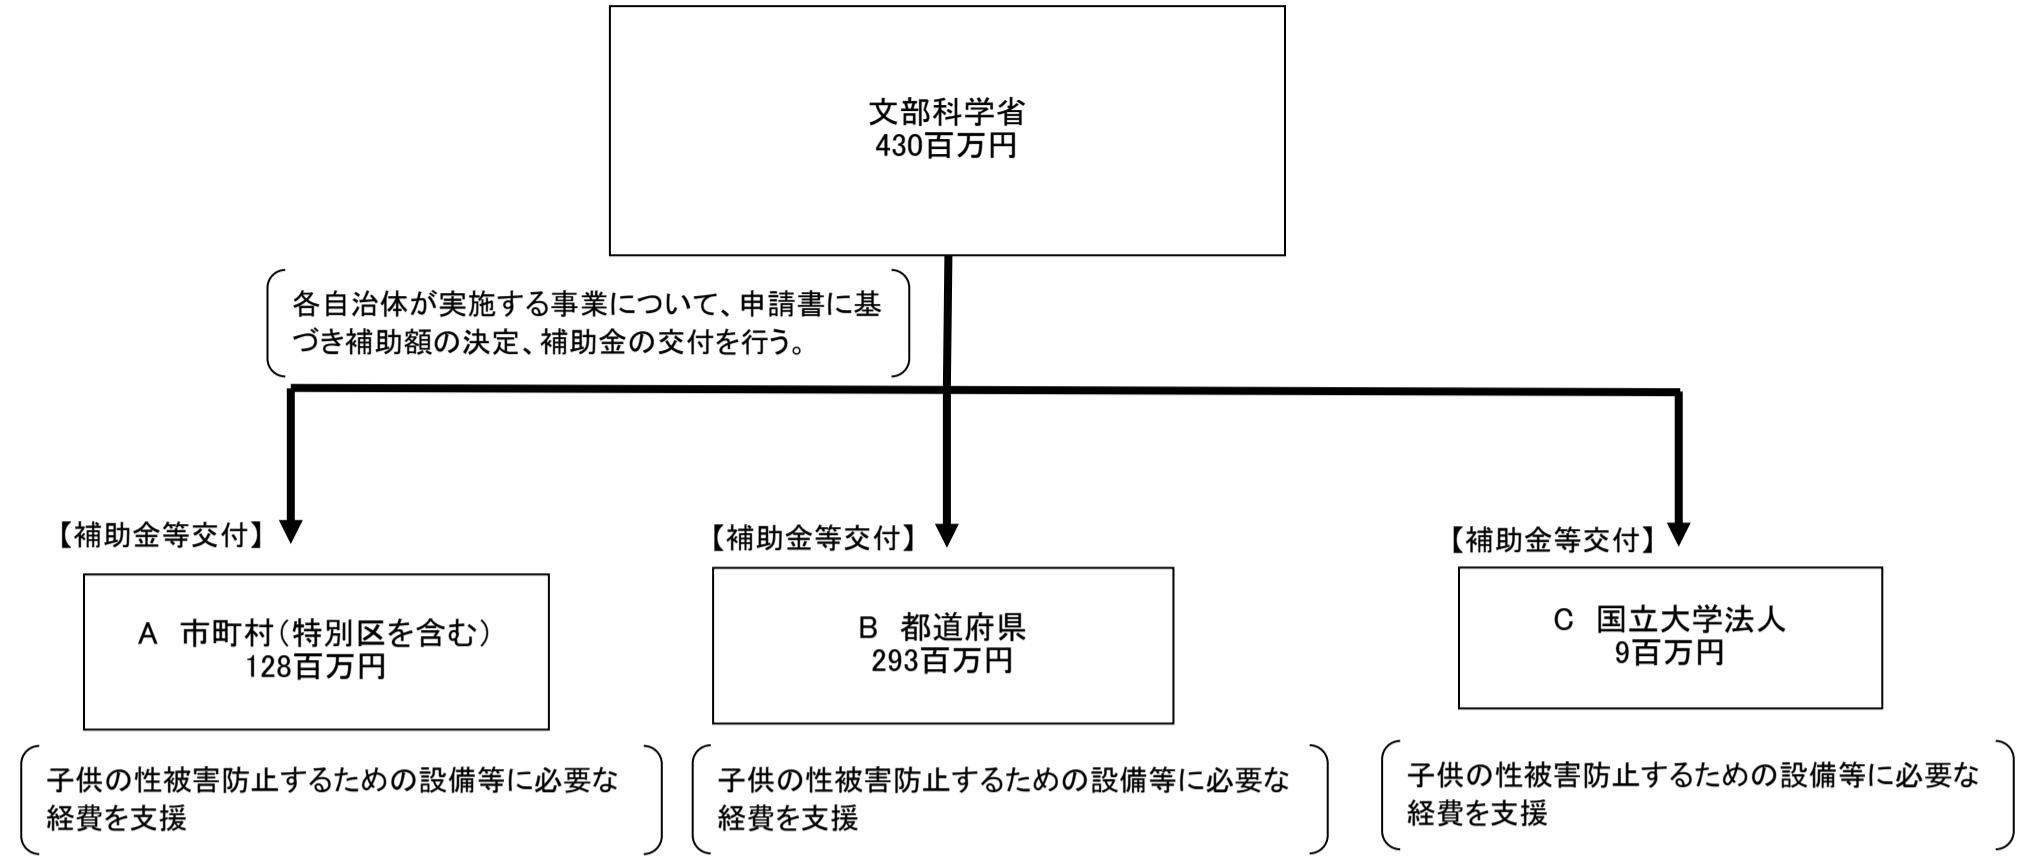 文部科学省
430百万円
各自治体が実施する事業について、申請書に基
づき補助額の決定、補助金の交付を行う。
【補助金等交付】
A　市町村（特別区を含む）
128百万円
子供の性被害防止するための設備等に必要な
経費を支援
【補助金等交付】
B　都道府県
293百万円
子供の性被害防止するための設備等に必要な
経費を支援
【補助金等交付】
C　国立大学法人
9百万円
子供の性被害防止するための設備等に必要な
経費を支援